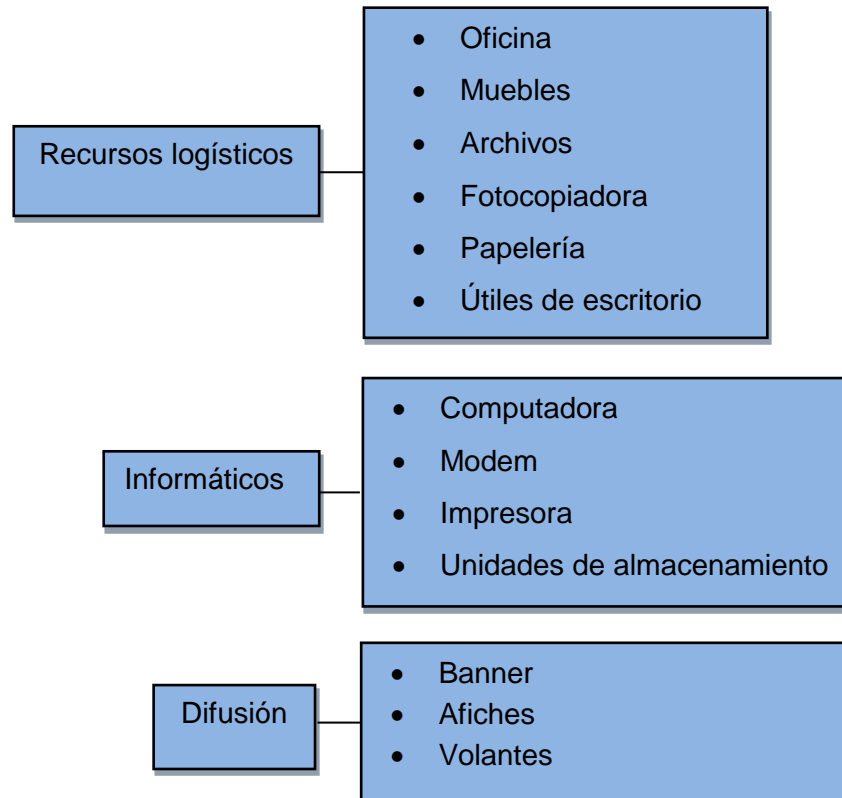 Recursos logísticos
• Oficina
• Muebles
• Archivos
• Fotocopiadora
• Papelería
• Útiles de escritorio
Informáticos
• Computadora
• Modem
• Impresora
• Unidades de almacenamiento
Difusión
• Banner
• Afiches
• Volantes